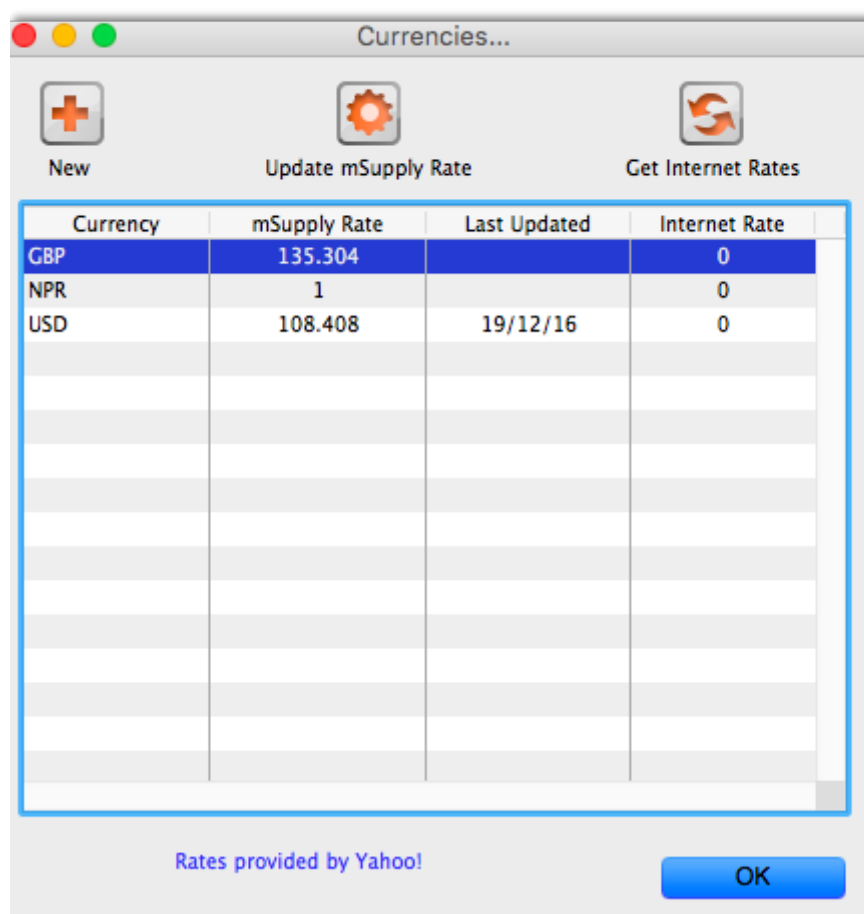 Currencies...
New Update mSupply Rate Get Internet Rates
Currency mSupply Rate Last Updated Internet Rate
GBP 135.304 0
NPR 1 0
USD 108.408 19/12/16 0
Rates provided by Yahoo!
OK